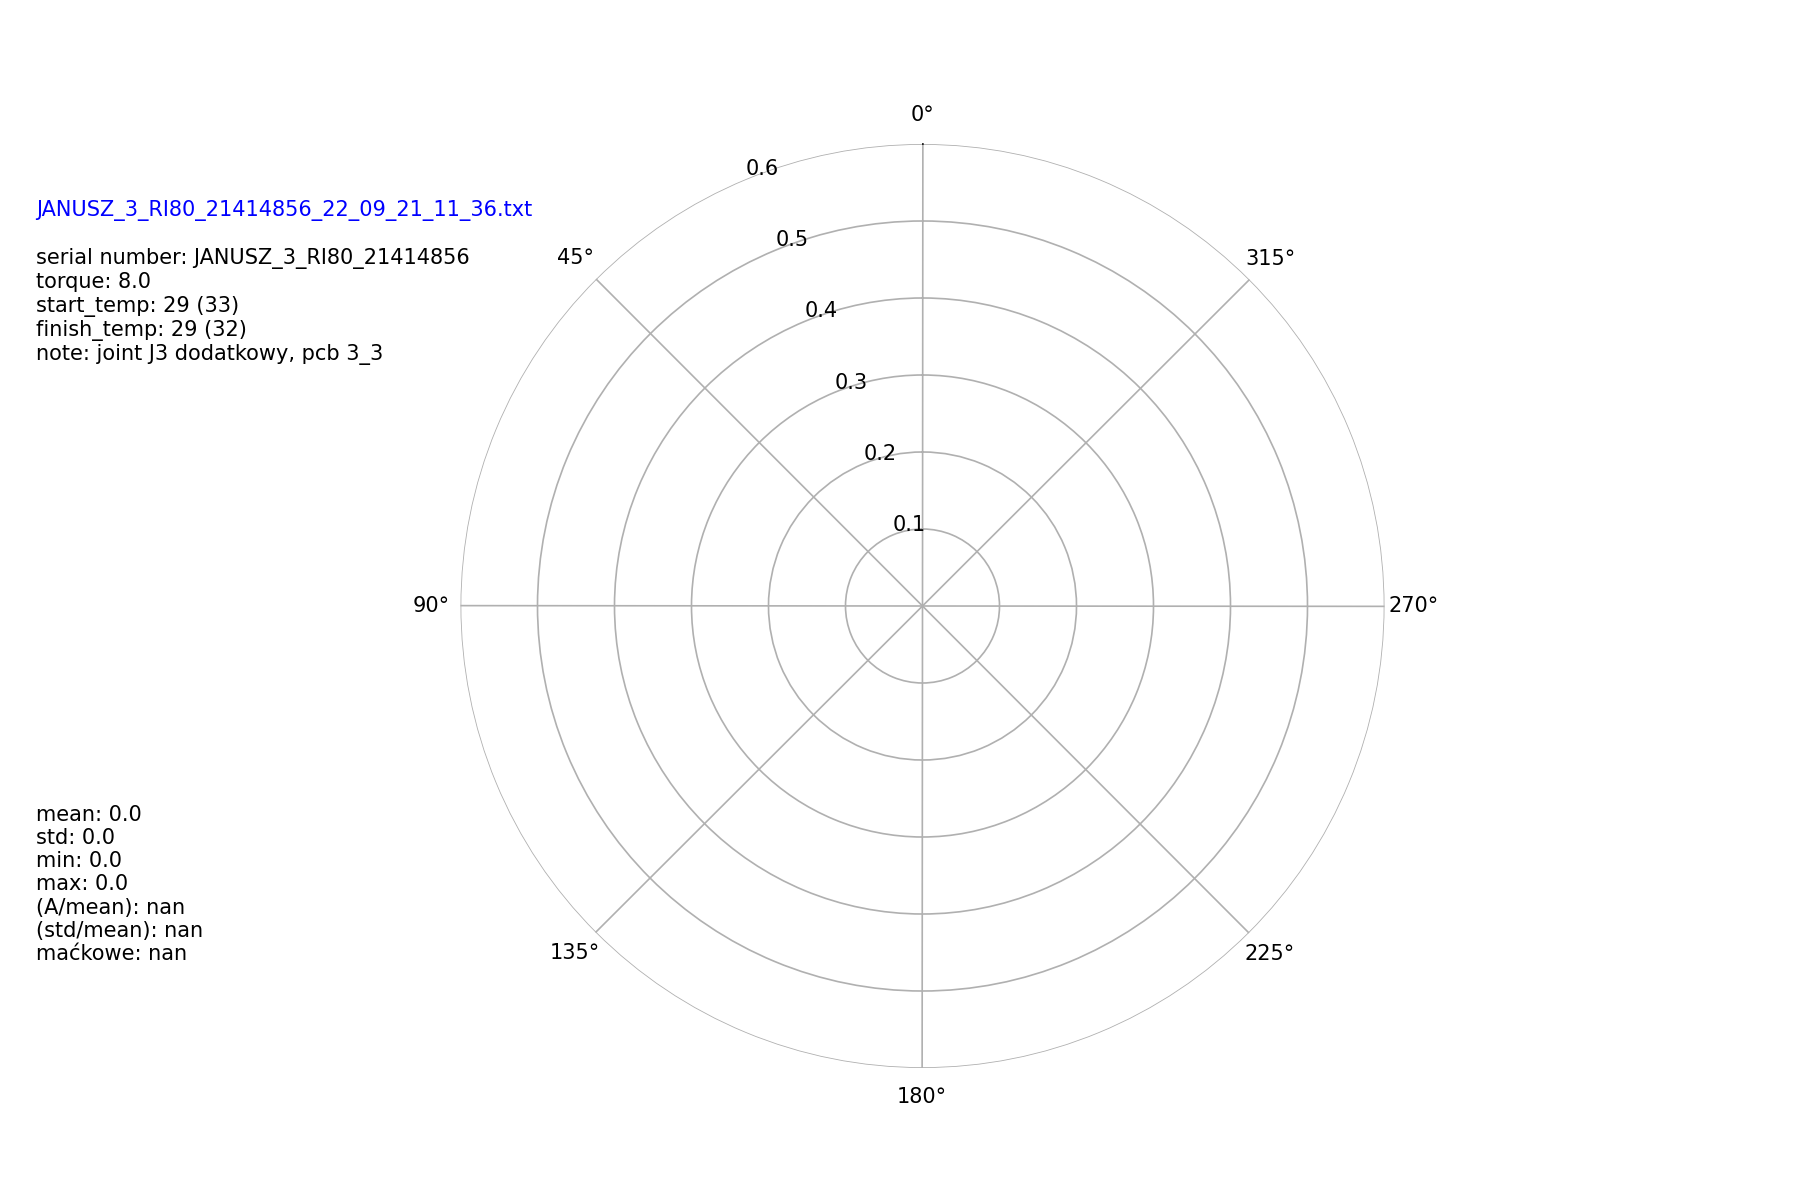 0°
0.6
JANUSZ_3_RI80_21414856_22_09_21_11_36.txt
0.5
serial number: JANUSZ_3_RI80_21414856
45°
315°
torque: 8.0
start_temp: 29 (33)
0.4
finish_temp: 29 (32)
note: joint J3 dodatkowy, pcb 3_3
0.3
0.2
0.1
90°
270°
mean: 0.0
std: 0.0
min: 0.0
max: 0.0
(A/mean): nan
(std/mean): nan
maćkowe: nan
135°
225°
180°